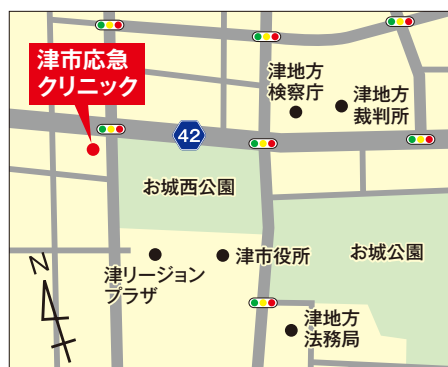 津市応急
クリニック
津地方
検察庁
津地方
裁判所
42
お城西公園
津リージョン
プラザ
津市役所
お城公園
津地方
法務局
N